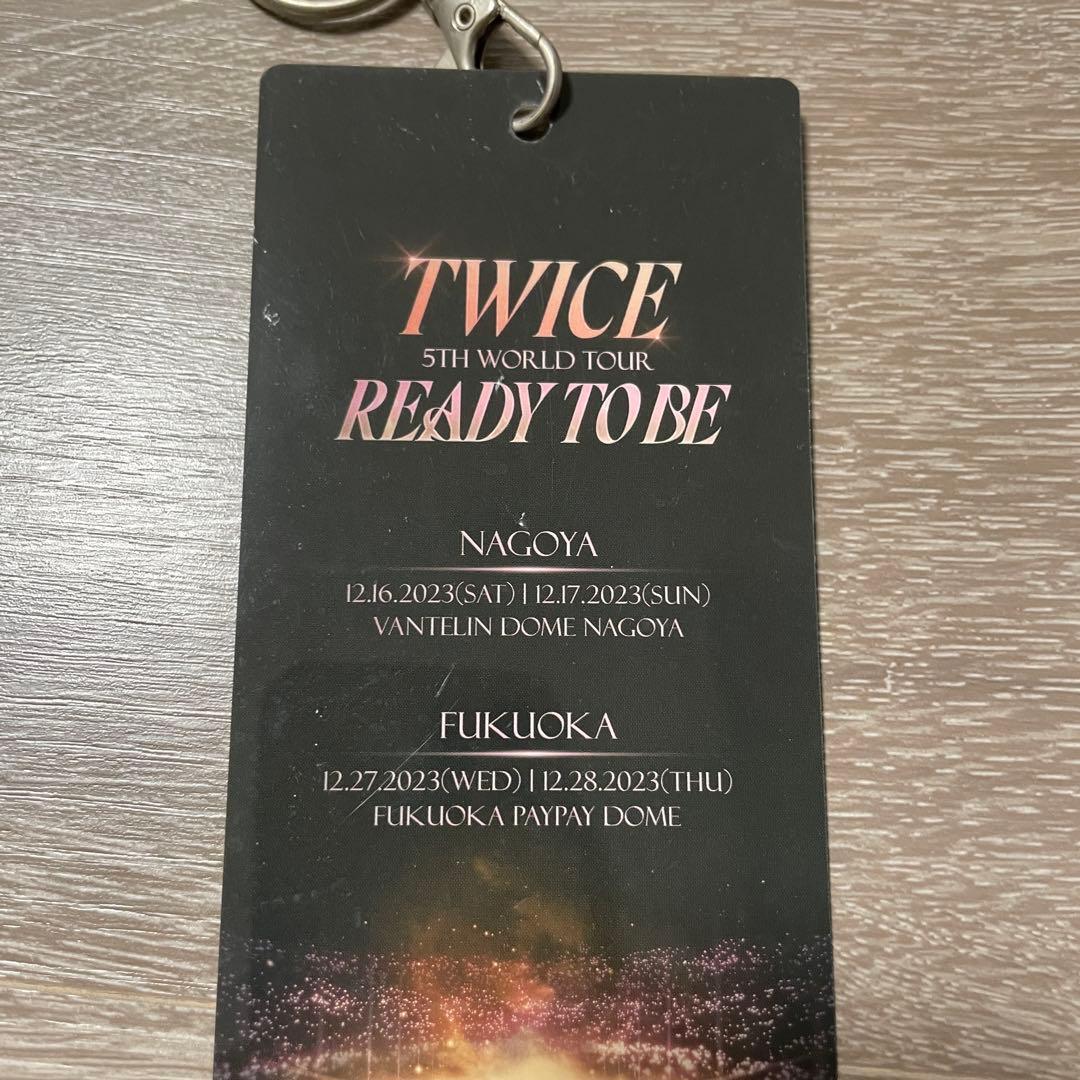 TWICE
5TH WORLD TOUR
READY TO BE
NAGOYA
12.16.2023(SAT) | 12.17.2023(SUN)
VANTELIN DOME NAGOYA
FUKUOKA
12.27.2023(WED) | 12.28.2023(THU)
FUKUOKA PAYPAY DOME